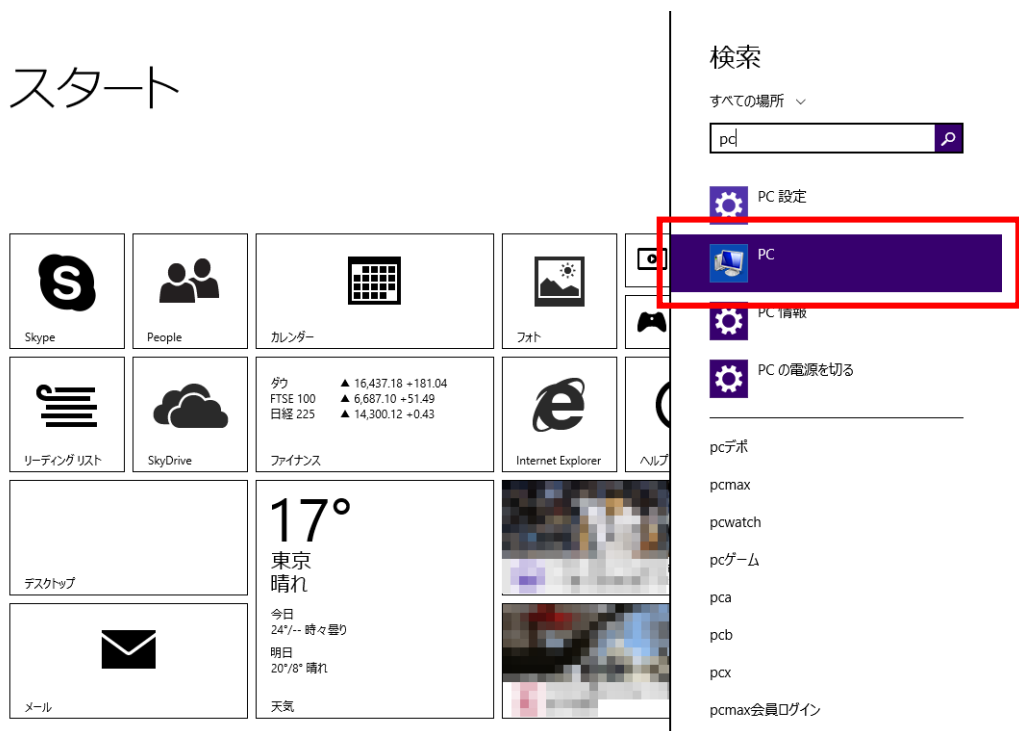 スタート
Skype
People
カレンダー
フォト
リーディング リスト
SkyDrive
ダウ ▲ 16,437.18 +181.04
FTSE 100 ▲ 6,687.10 +51.49
日経 225 ▲ 14,300.12 +0.43
ファイナンス
Internet Explorer
ヘルプ
デスクトップ
17°
東京
晴れ
今日
24°/-- 時々曇り
明日
20°/8° 晴れ
天気
メール
検索
すべての場所
pc
PC 設定
PC
PC 情報
PC の電源を切る
pcデポ
pcmax
pcwatch
pcゲーム
pca
pcb
pcx
pcmax会員ログイン